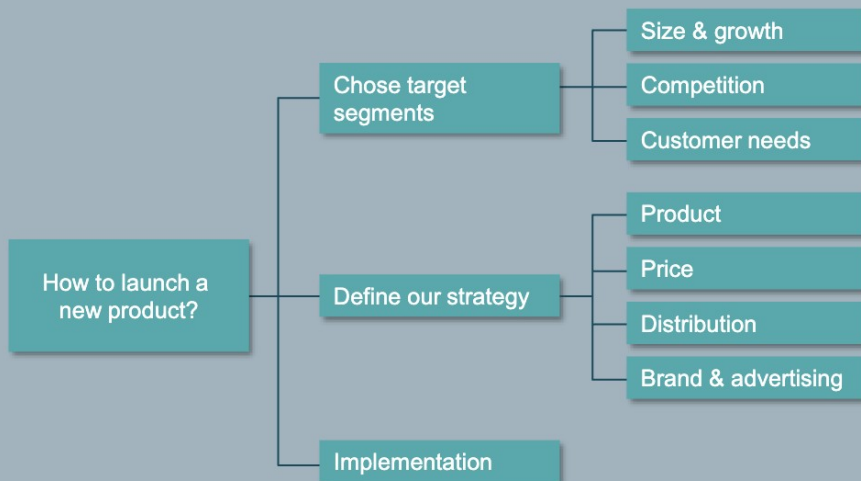 How to launch a
new product?
Chose target
segments
Size & growth
Competition
Customer needs
Define our strategy
Product
Price
Distribution
Brand & advertising
Implementation